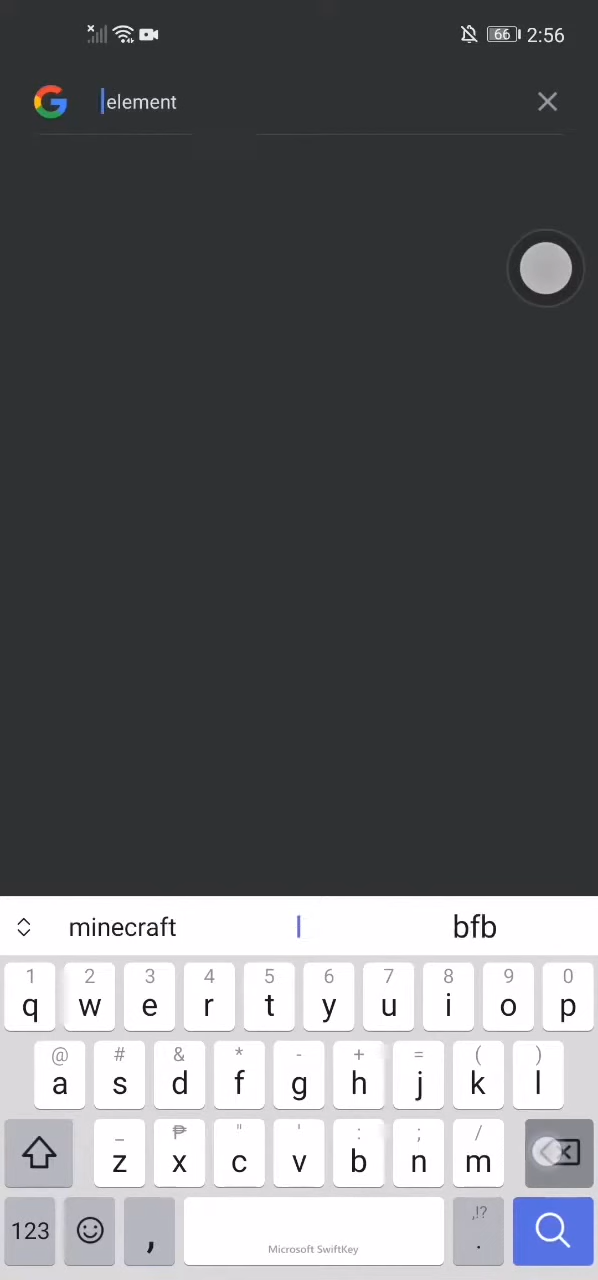 66 2:56
element
minecraft I bfb
1 2 3 4 5 6 7 8 9 0
q w e r t y u i o p
@ # & * - + = ( )
a s d f g h j k l
_ ₱ " ' : ; /
z x c v b n m
,!?
123 , Microsoft SwiftKey .